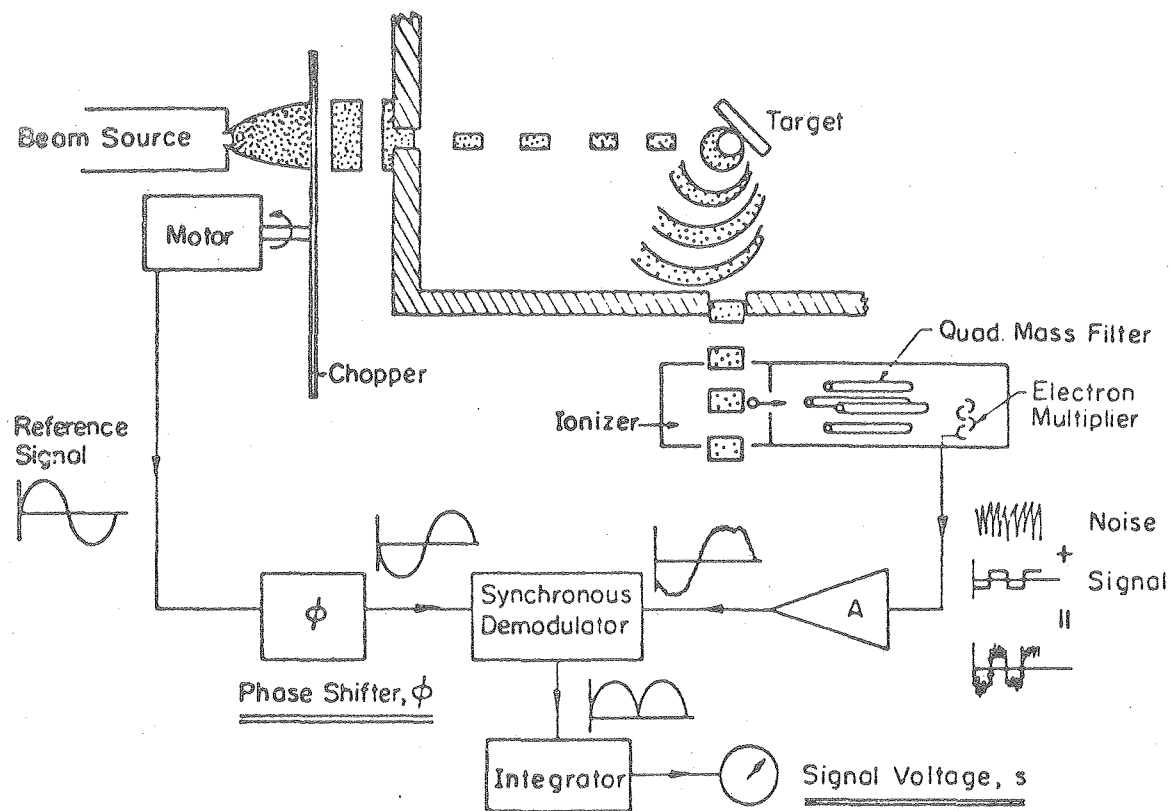 Beam Source
Target
Motor
Chopper
Quad. Mass Filter
Ionizer
Electron
Multiplier
Reference
Signal
Noise
+
Signal
=
ϕ
Synchronous
Demodulator
A
Phase Shifter, ϕ
Integrator
Signal Voltage, s